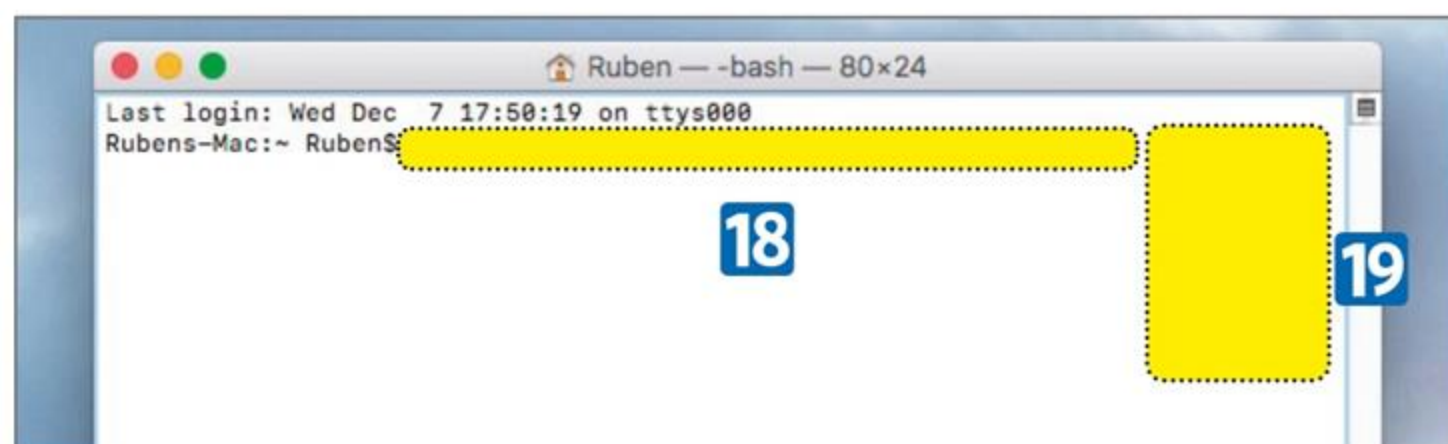 Ruben — -bash — 80×24
Last login: Wed Dec  7 17:50:19 on ttys000
Rubens-Mac:~ Ruben$
18
19